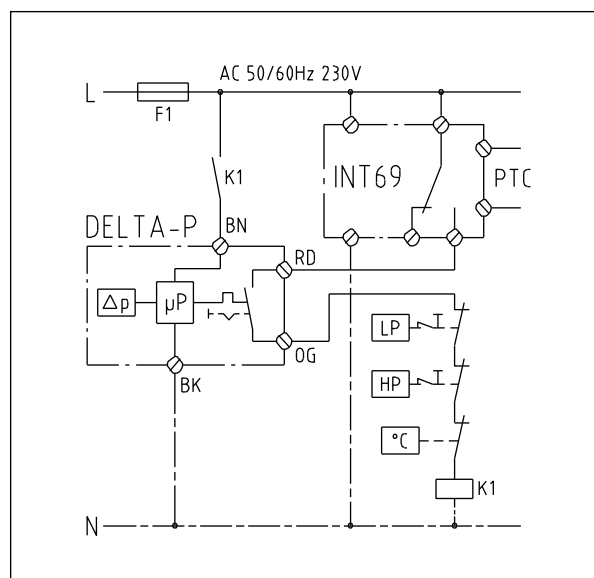 AC 50/60Hz 230V
L
F1
K1
INT69
PTC
DELTA-P
BN
RD
Δp
µP
LP
OG
BK
HP
°C
K1
N